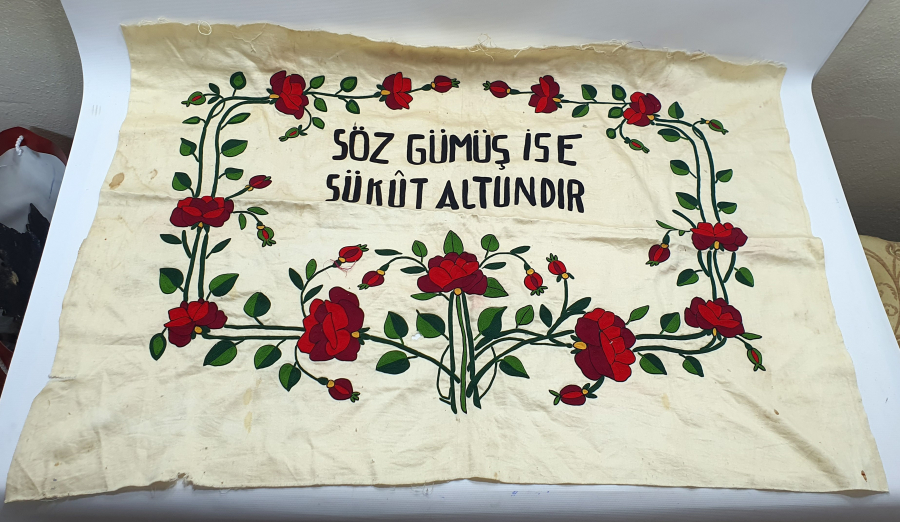 SÖZ GÜMÜŞ İSE
SÜKÛT ALTUNDIR